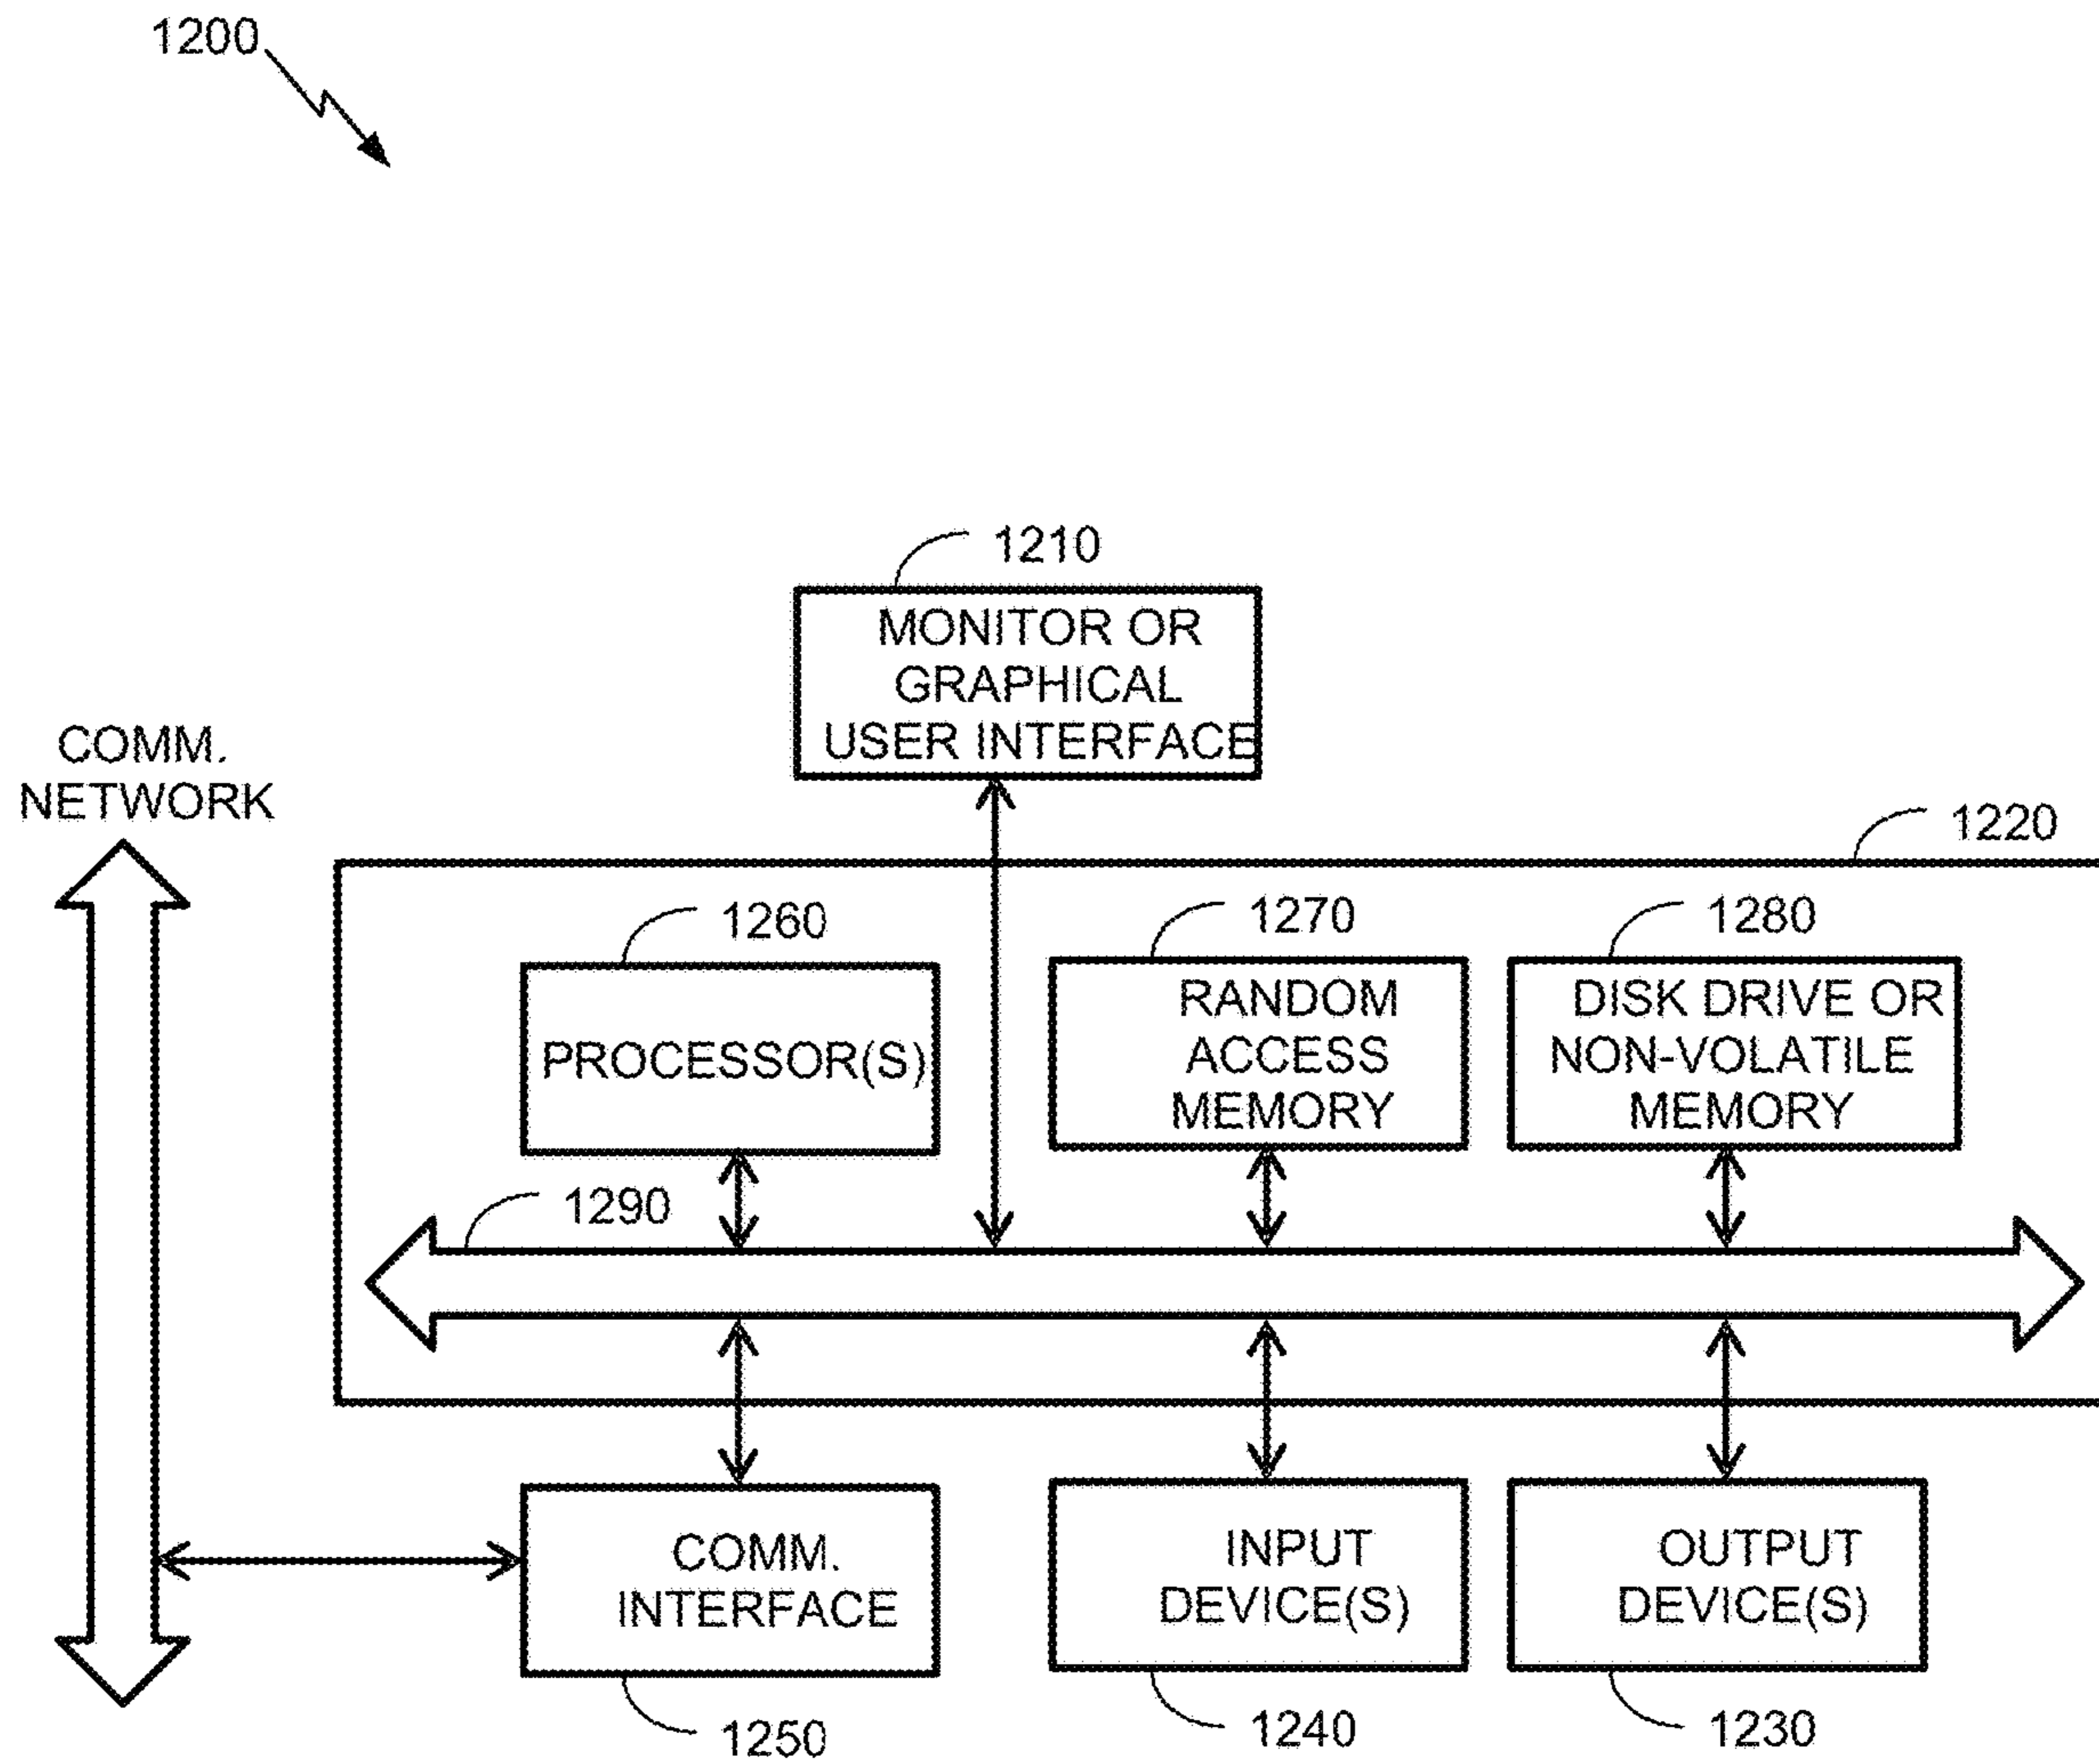 1200
1210
MONITOR OR
GRAPHICAL
USER INTERFACE
COMM.
NETWORK
1220
1260
PROCESSOR(S)
1270
RANDOM
ACCESS
MEMORY
1280
DISK DRIVE OR
NON-VOLATILE
MEMORY
1290
COMM.
INTERFACE
1250
INPUT
DEVICE(S)
1240
OUTPUT
DEVICE(S)
1230